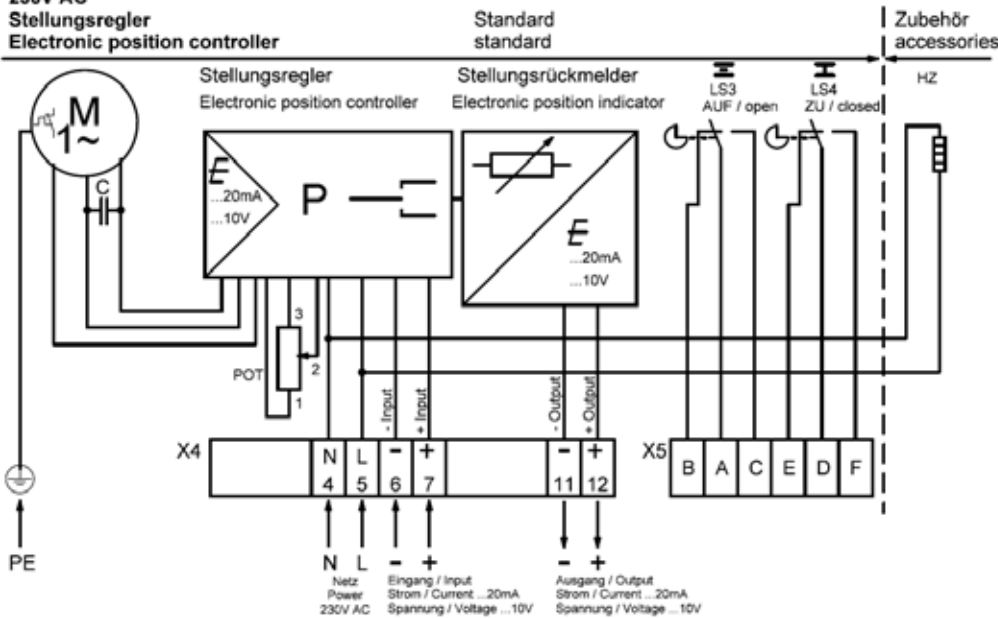 230V AC
Stellungsregler
Electronic position controller
Standard
standard
Zubehör
accessories
Stellungsregler
Electronic position controller
Stellungsrückmelder
Electronic position indicator
LS3
AUF / open
LS4
ZU / closed
HZ
M
1~
C
E
...20mA
...10V
P
E
...20mA
...10V
POT
3
2
1
- Input
+ Input
- Output
+ Output
X4
N
4
L
5
-
6
+
7
-
11
+
12
X5
B
A
C
E
D
F
PE
N
L
-
+
-
+
Netz
Power
230V AC
Eingang / Input
Strom / Current ...20mA
Spannung / Voltage ...10V
Ausgang / Output
Strom / Current ...20mA
Spannung / Voltage ...10V